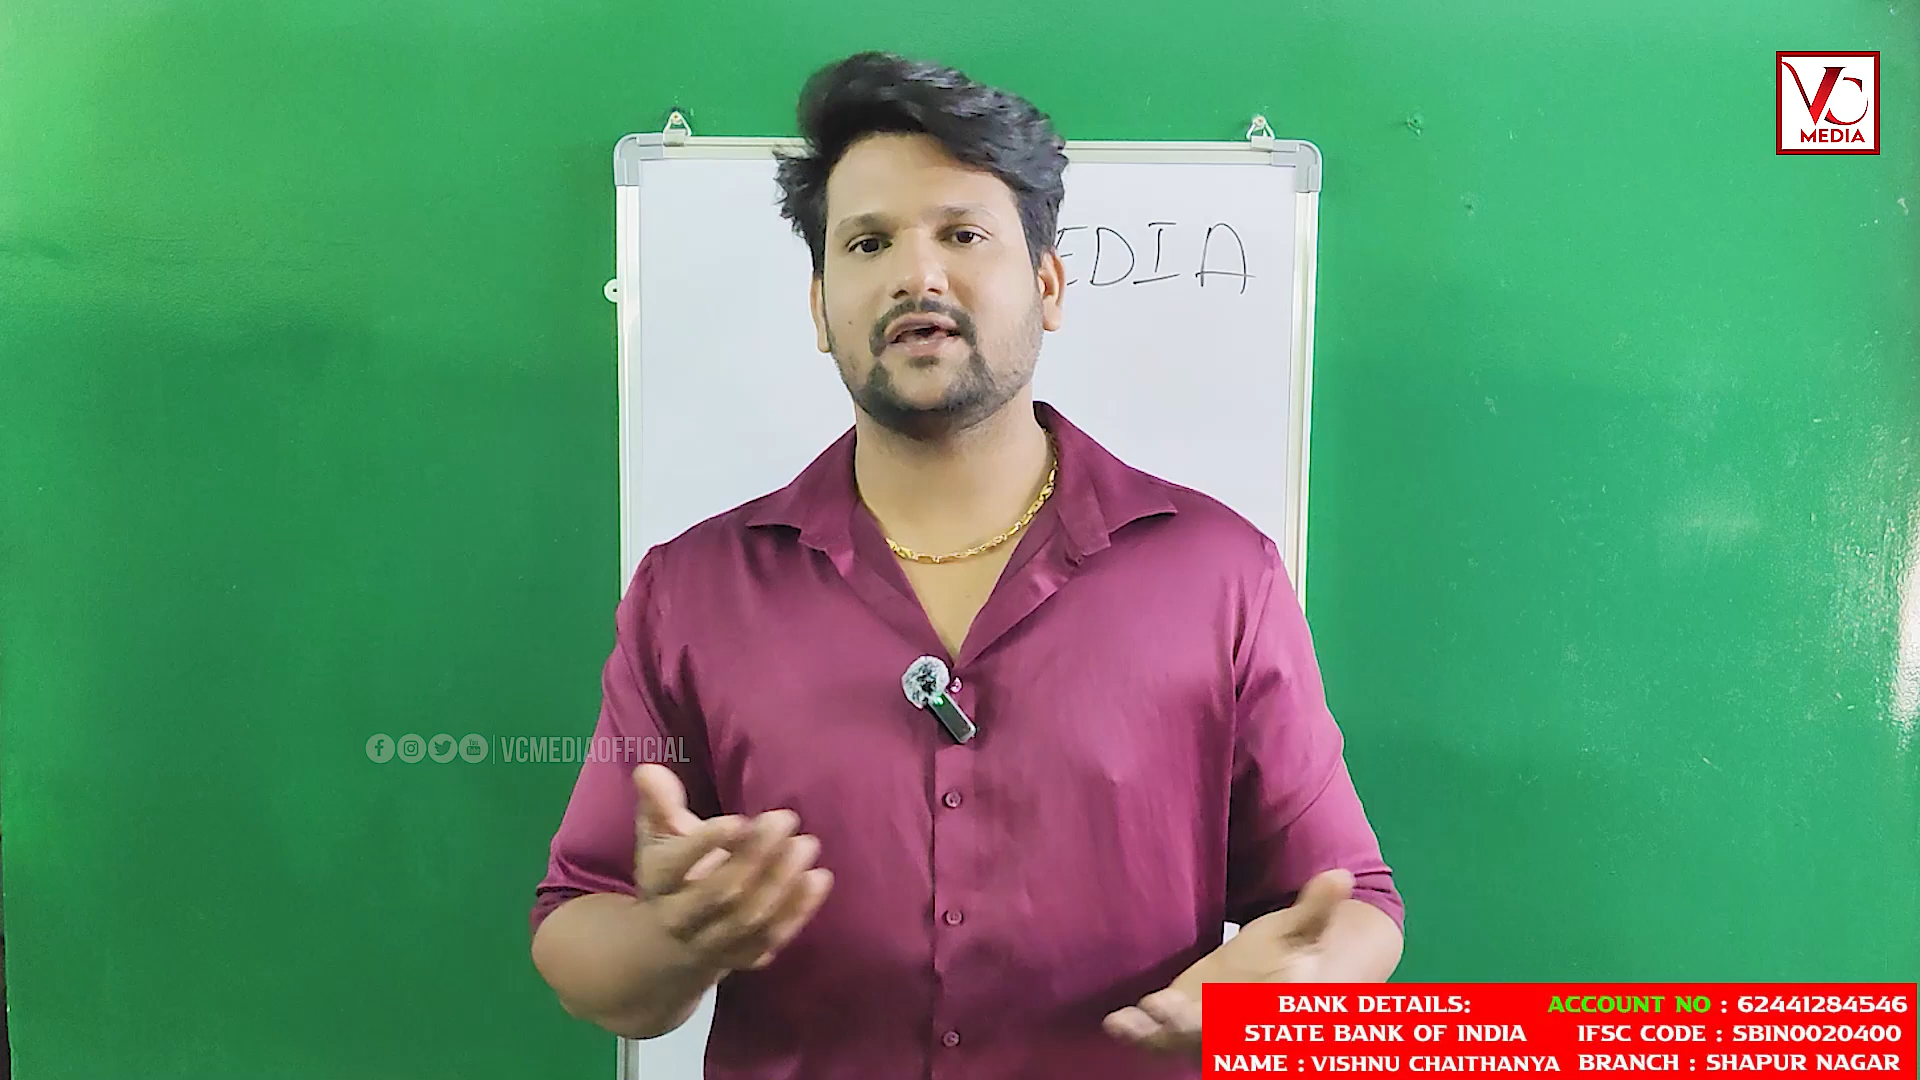 VC
MEDIA
EDIA
You
VCMEDIAOFFICIAL
BANK DETAILS:
STATE BANK OF INDIA
NAME : VISHNU CHAITHANYA
ACCOUNT NO : 62441284546
IFSC CODE : SBIN0020400
BRANCH : SHAPUR NAGAR